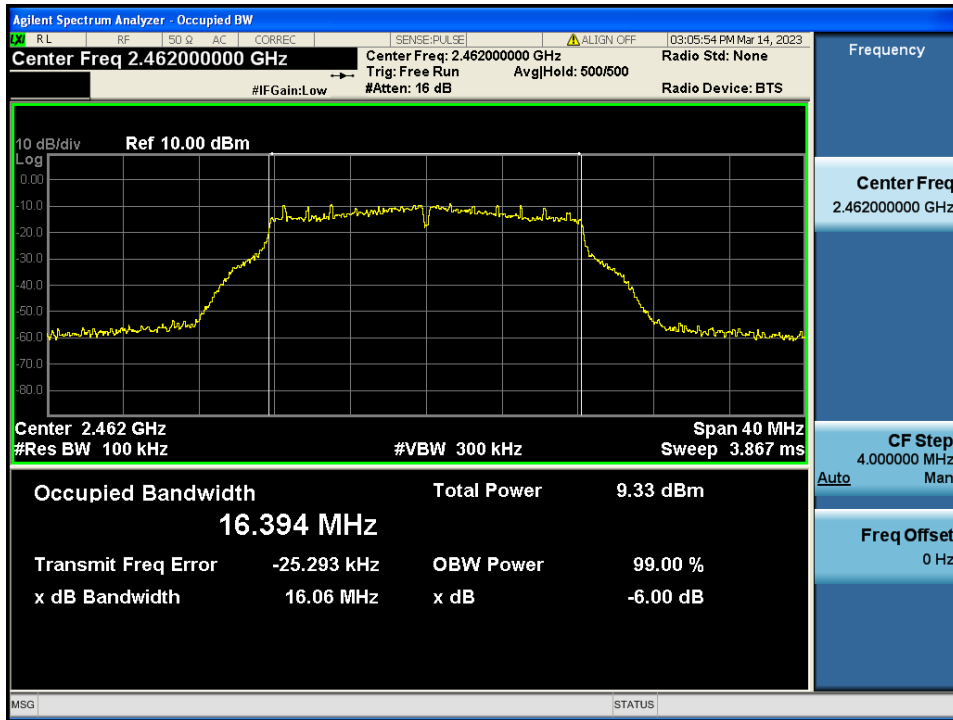 Agilent Spectrum Analyzer - Occupied BW
LXI RL RF 50 Ω AC CORREC SENSE:PULSE ALIGN OFF 03:05:54 PM Mar 14, 2023
Center Freq 2.462000000 GHz
Center Freq: 2.462000000 GHz
Radio Std: None
Trig: Free Run Avg|Hold: 500/500
#IFGain:Low
#Atten: 16 dB
Radio Device: BTS
10 dB/div Ref 10.00 dBm
Log
0.00
-10.0
-20.0
-30.0
-40.0
-50.0
-60.0
-70.0
-80.0
Center 2.462 GHz Span 40 MHz
#Res BW 100 kHz #VBW 300 kHz Sweep 3.867 ms
Occupied Bandwidth Total Power 9.33 dBm
16.394 MHz
Transmit Freq Error -25.293 kHz OBW Power 99.00 %
x dB Bandwidth 16.06 MHz x dB -6.00 dB
Frequency
Center Freq
2.462000000 GHz
CF Step
4.000000 MHz
Auto Man
Freq Offset
0 Hz
MSG STATUS